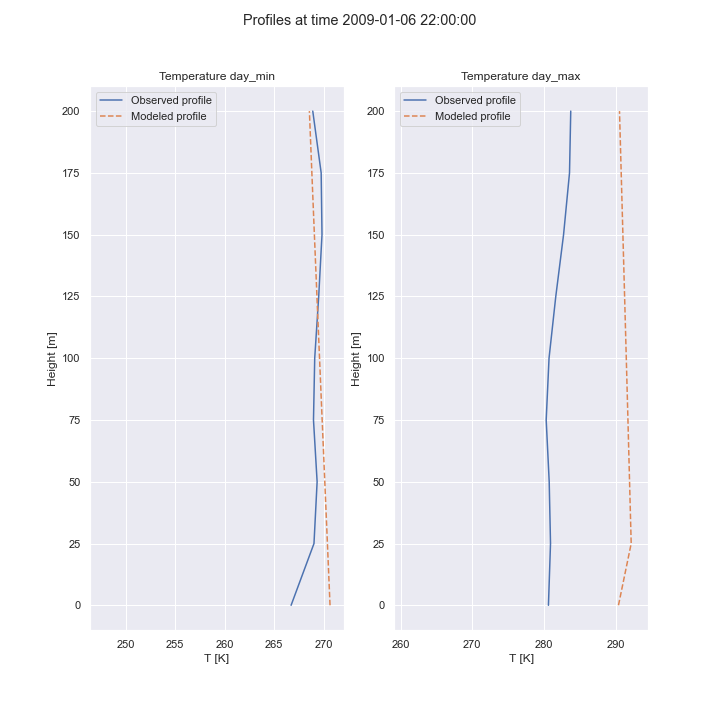 Profiles at time 2009-01-06 22:00:00
Temperature day_min
Observed profile
Modeled profile
200
175
150
125
100
75
50
25
0
Height [m]
250
255
260
265
270
T [K]
Temperature day_max
Observed profile
Modeled profile
200
175
150
125
100
75
50
25
0
Height [m]
260
270
280
290
T [K]